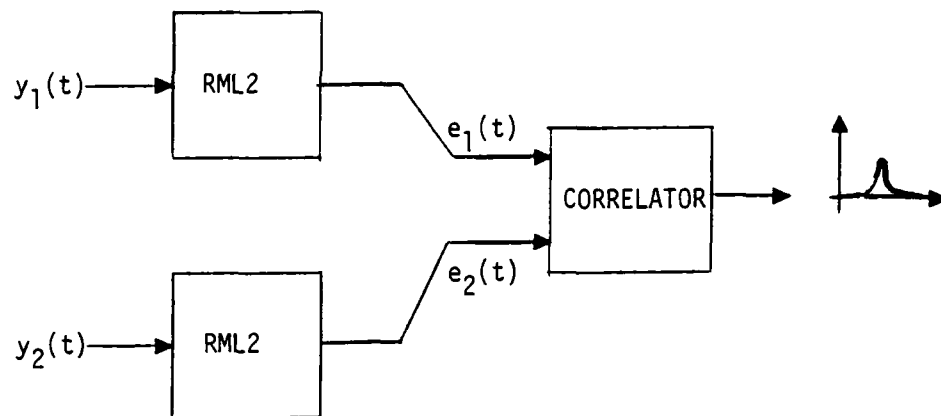 y₁(t)
RML2
e₁(t)
CORRELATOR
e₂(t)
y₂(t)
RML2